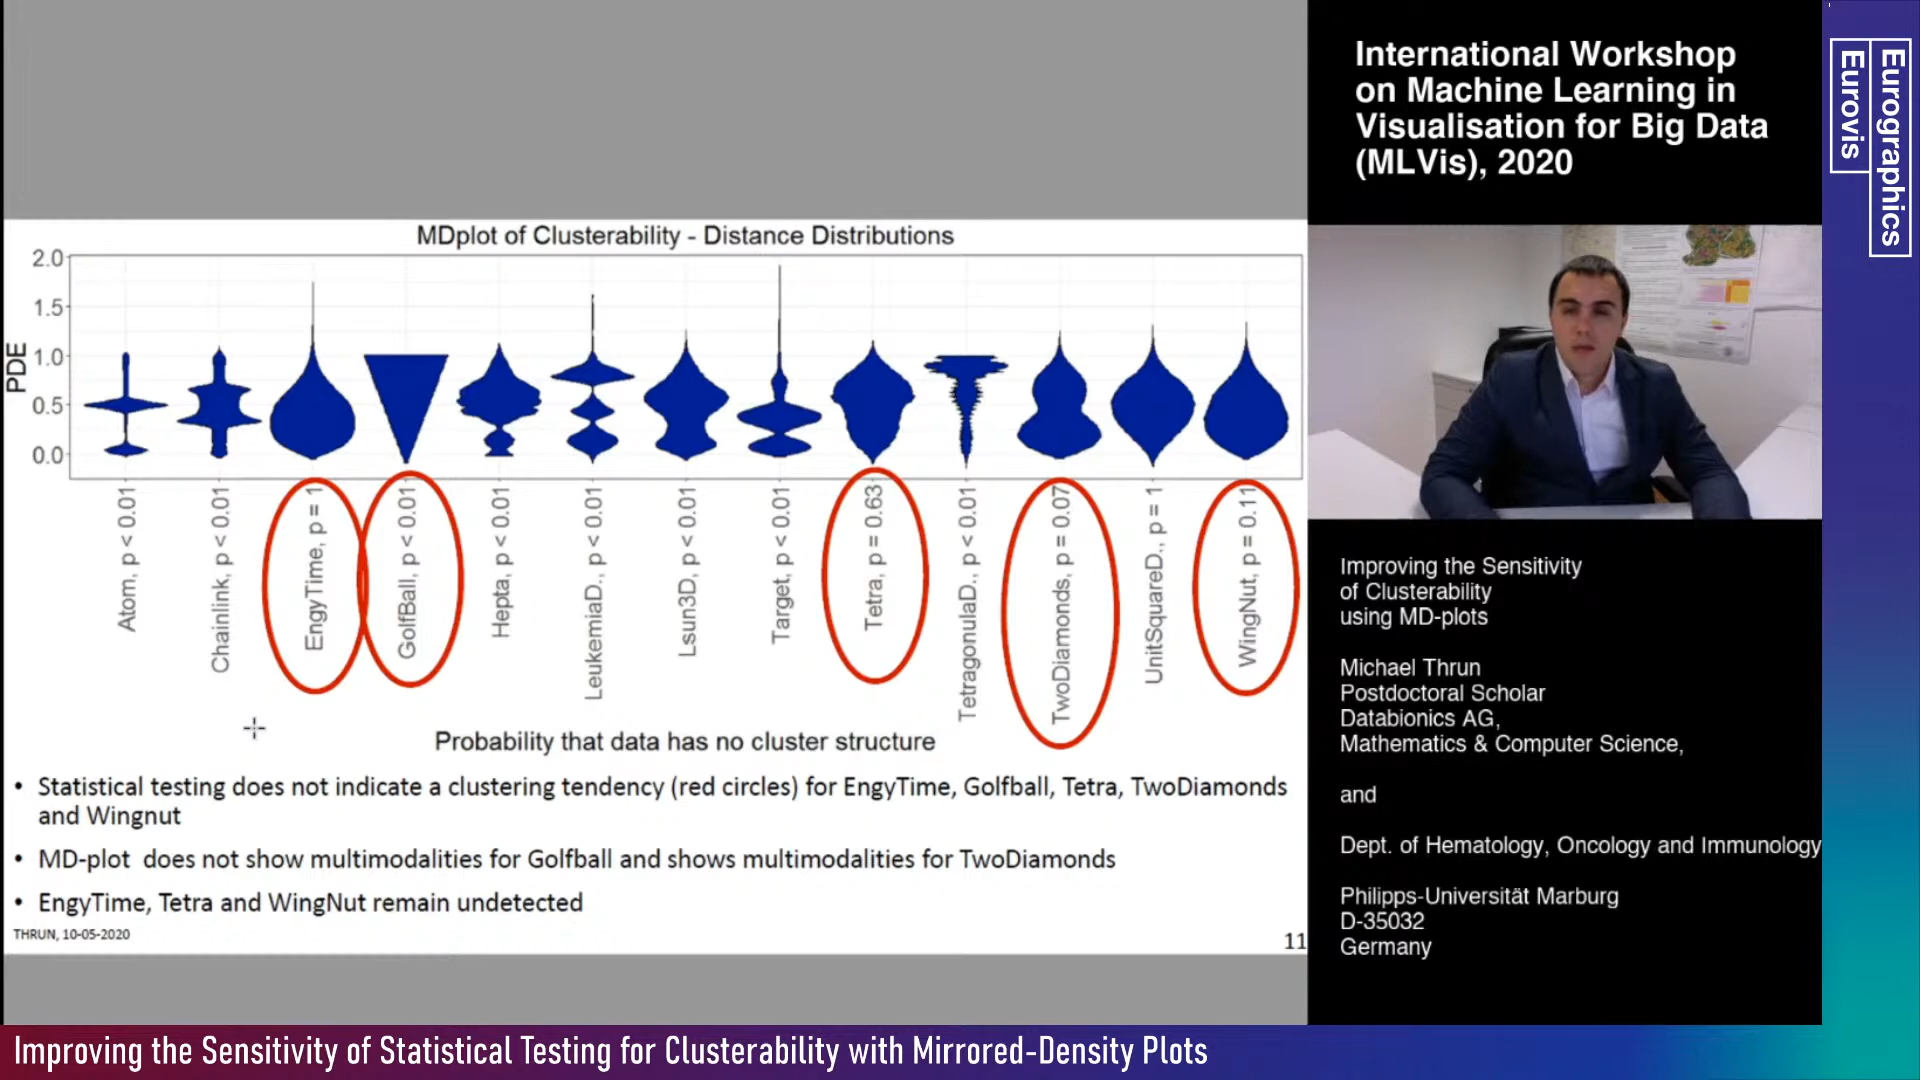 MDplot of Clusterability - Distance Distributions
2.0
1.5
1.0
0.5
0.0
PDE
Atom, p < 0.01
Chainlink, p < 0.01
EngyTime, p = 1
GolfBall, p < 0.01
Hepta, p < 0.01
LeukemiaD., p < 0.01
Lsun3D, p < 0.01
Target, p < 0.01
Tetra, p = 0.63
TetragonulaD., p < 0.01
TwoDiamonds, p = 0.07
UnitSquareD., p = 1
WingNut, p = 0.11
Probability that data has no cluster structure
• Statistical testing does not indicate a clustering tendency (red circles) for EngyTime, Golfball, Tetra, TwoDiamonds
and Wingnut
• MD-plot does not show multimodalities for Golfball and shows multimodalities for TwoDiamonds
• EngyTime, Tetra and WingNut remain undetected
THRUN, 10-05-2020
11
International Workshop
on Machine Learning in
Visualisation for Big Data
(MLVis), 2020
Improving the Sensitivity
of Clusterability
using MD-plots
Michael Thrun
Postdoctoral Scholar
Databionics AG,
Mathematics & Computer Science,
and
Dept. of Hematology, Oncology and Immunology
Philipps-Universität Marburg
D-35032
Germany
Eurographics
Eurovis
Improving the Sensitivity of Statistical Testing for Clusterability with Mirrored-Density Plots